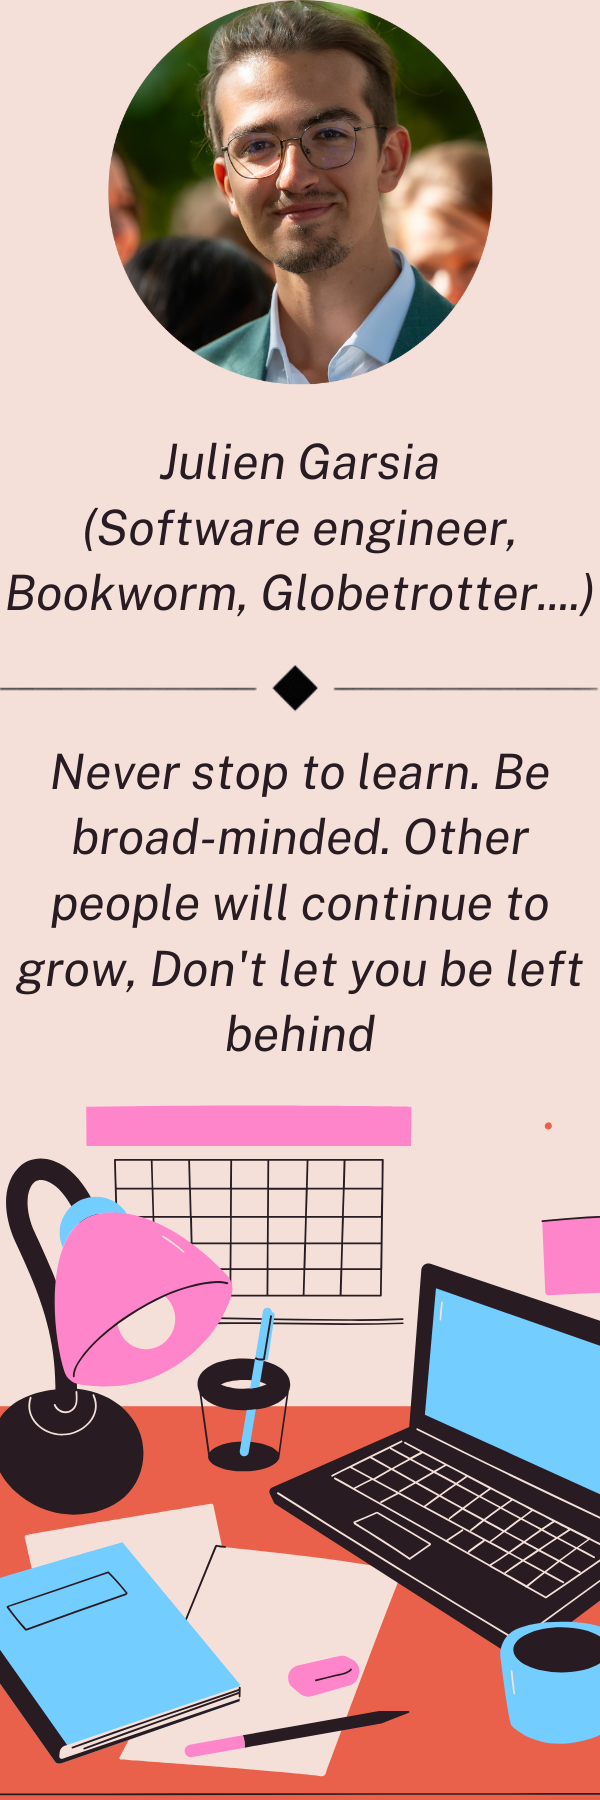 Julien Garsia
(Software engineer,
Bookworm, Globetrotter....)
Never stop to learn. Be
broad-minded. Other
people will continue to
grow, Don't let you be left
behind